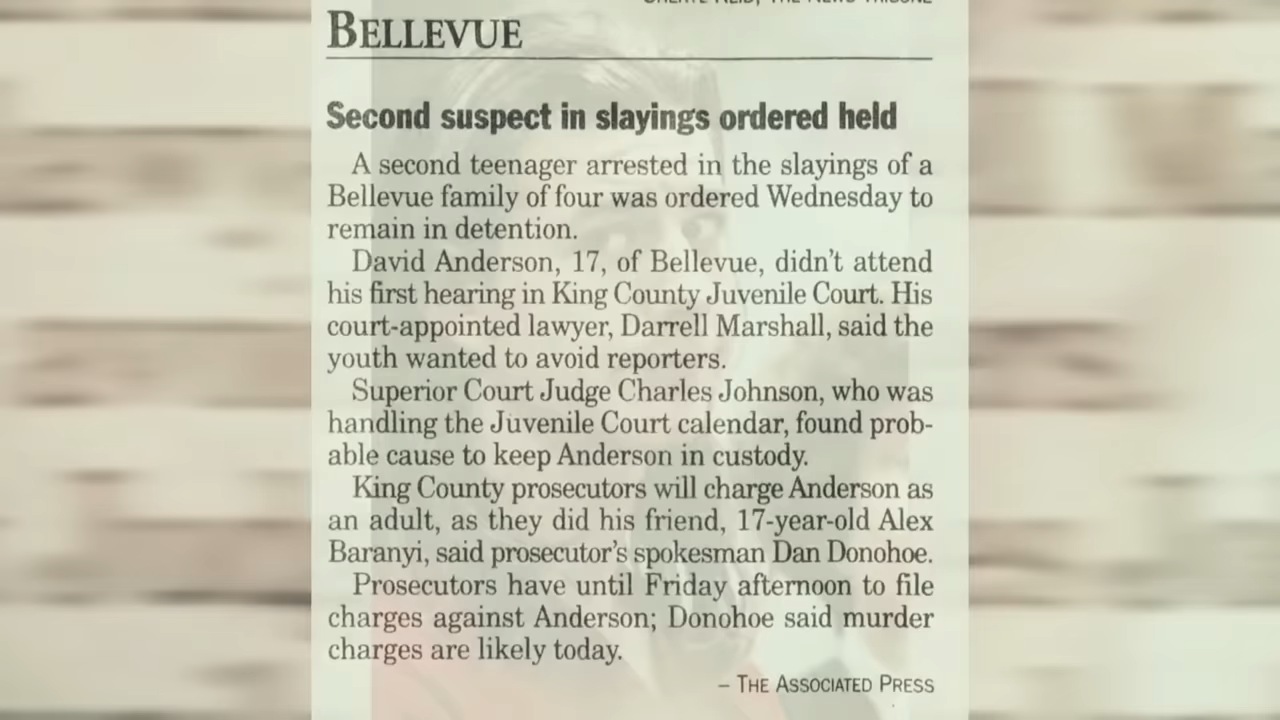 BELLEVUE
Second suspect in slayings ordered held
A second teenager arrested in the slayings of a
Bellevue family of four was ordered Wednesday to
remain in detention.
David Anderson, 17, of Bellevue, didn't attend
his first hearing in King County Juvenile Court. His
court-appointed lawyer, Darrell Marshall, said the
youth wanted to avoid reporters.
Superior Court Judge Charles Johnson, who was
handling the Juvenile Court calendar, found prob-
able cause to keep Anderson in custody.
King County prosecutors will charge Anderson as
an adult, as they did his friend, 17-year-old Alex
Baranyi, said prosecutor's spokesman Dan Donohoe.
Prosecutors have until Friday afternoon to file
charges against Anderson; Donohoe said murder
charges are likely today.
– THE ASSOCIATED PRESS